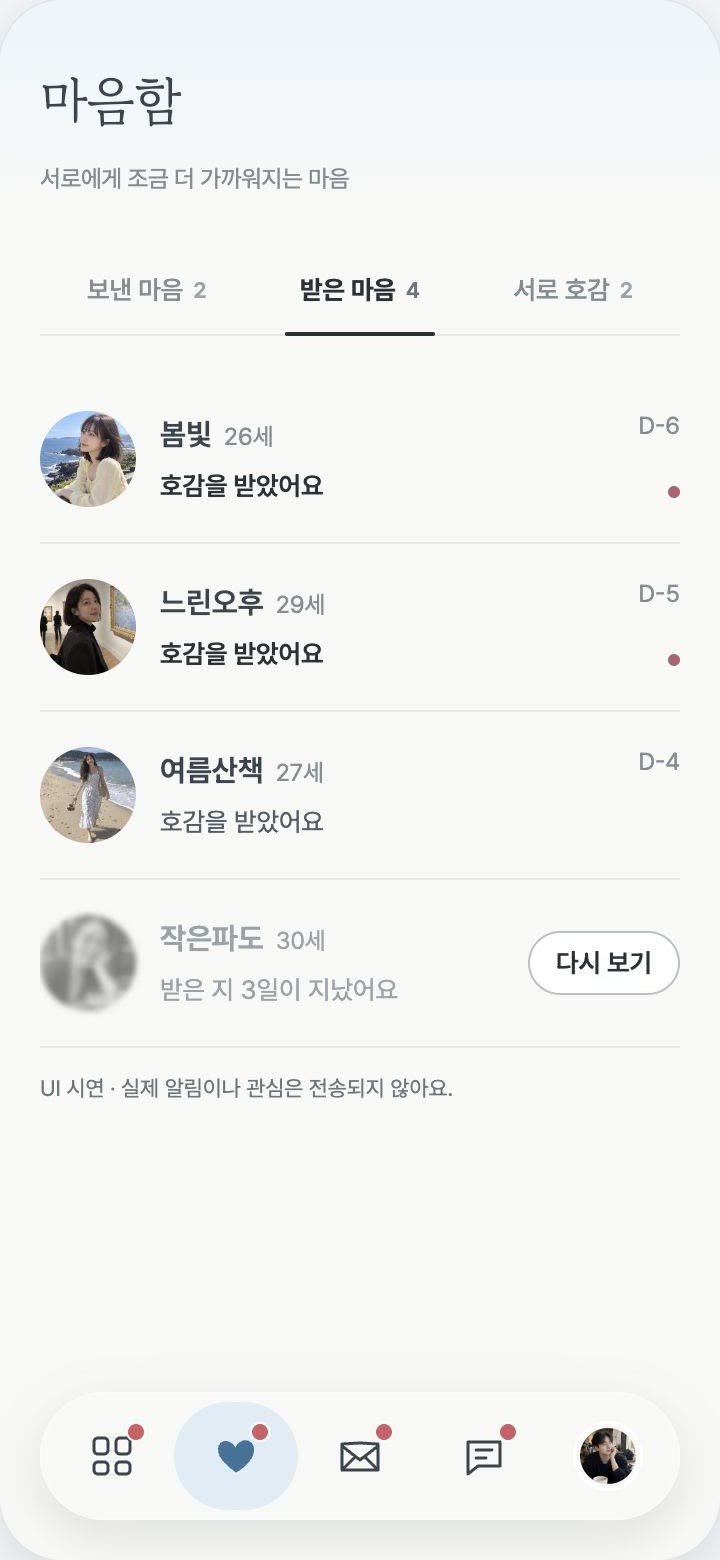 마음함
서로에게 조금 더 가까워지는 마음
보낸 마음 2 받은 마음 4 서로 호감 2
봄빛 26세 D-6
호감을 받았어요
느린오후 29세 D-5
호감을 받았어요
여름산책 27세 D-4
호감을 받았어요
작은파도 30세
받은 지 3일이 지났어요
다시 보기
UI 시연 · 실제 알림이나 관심은 전송되지 않아요.